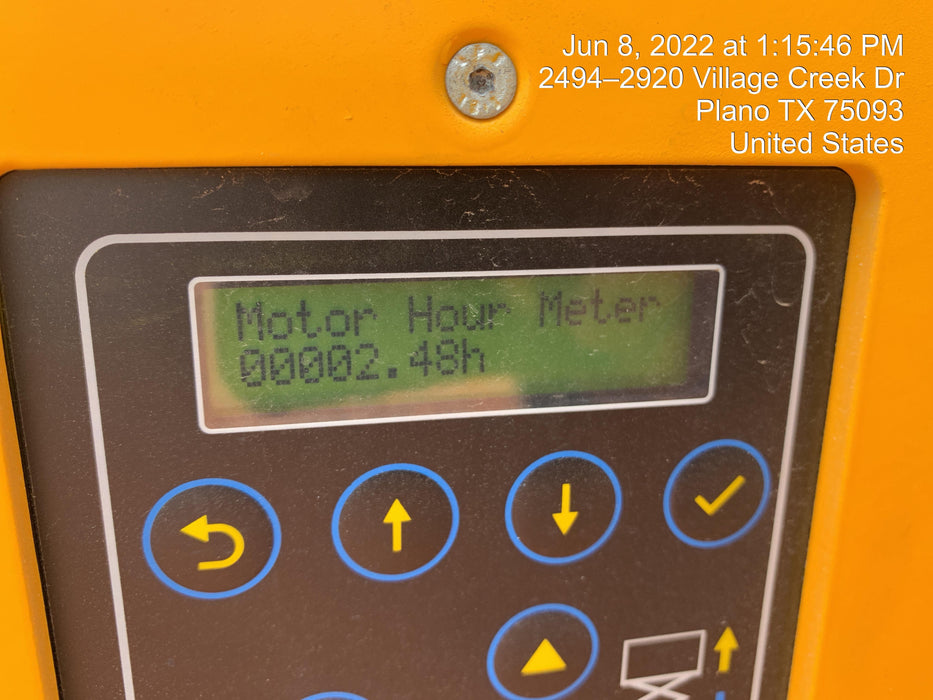 Jun 8, 2022 at 1:15:46 PM
2494–2920 Village Creek Dr
Plano TX 75093
United States
Motor Hour Meter
00002.48h